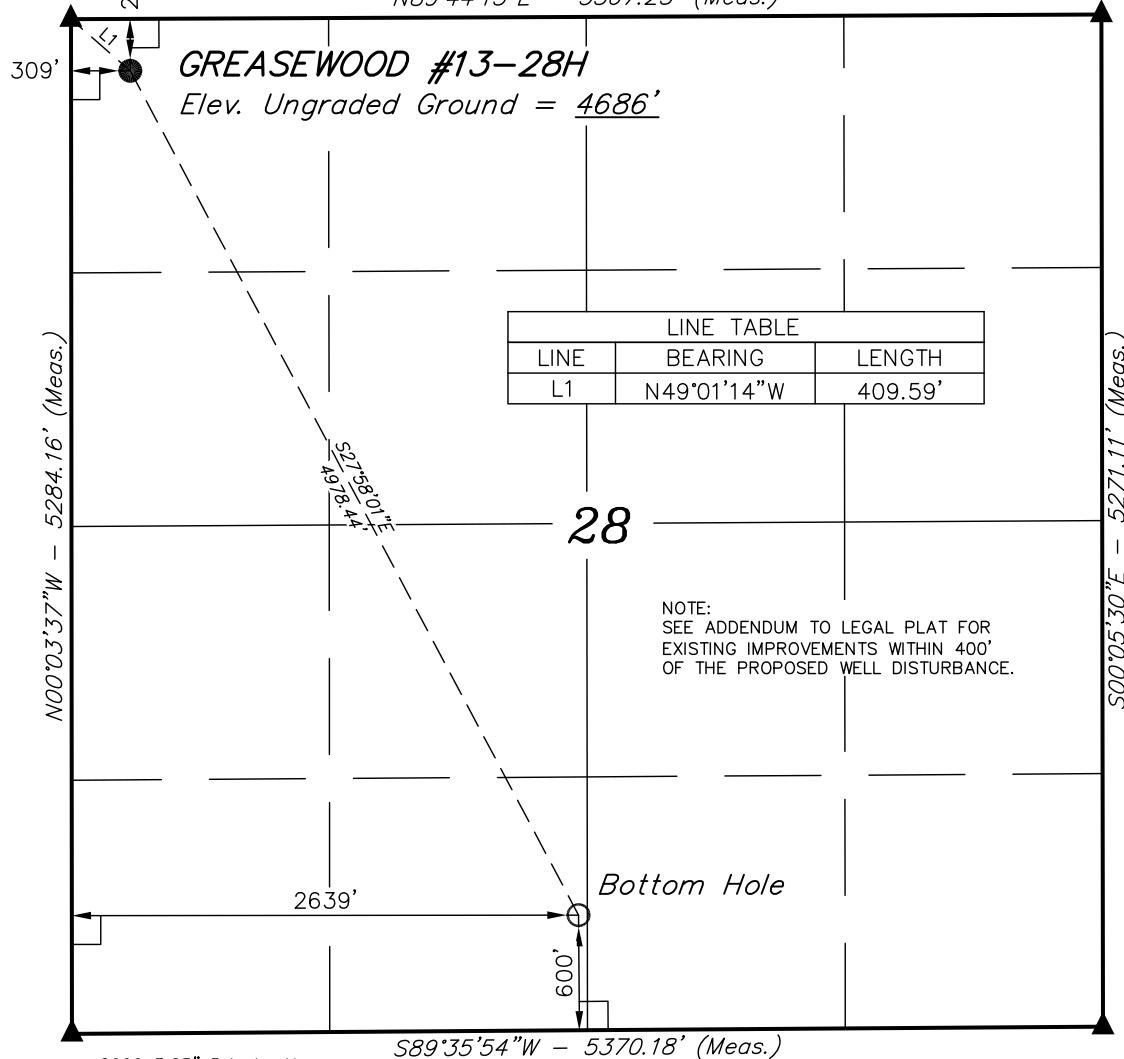 (Meas.)
L1
309'
GREASEWOOD #13-28H
Elev. Ungraded Ground = 4686'
LINE TABLE
LINE BEARING LENGTH
L1 N49°01'14"W 409.59'
N00°03'37"W - 5284.16' (Meas.)
S00°05'30"E - 5271.11' (Meas.)
S27°58'01"E
4978.44'
28
NOTE:
SEE ADDENDUM TO LEGAL PLAT FOR
EXISTING IMPROVEMENTS WITHIN 400'
OF THE PROPOSED WELL DISTURBANCE.
Bottom Hole
2639'
600'
S89°35'54"W - 5370.18' (Meas.)